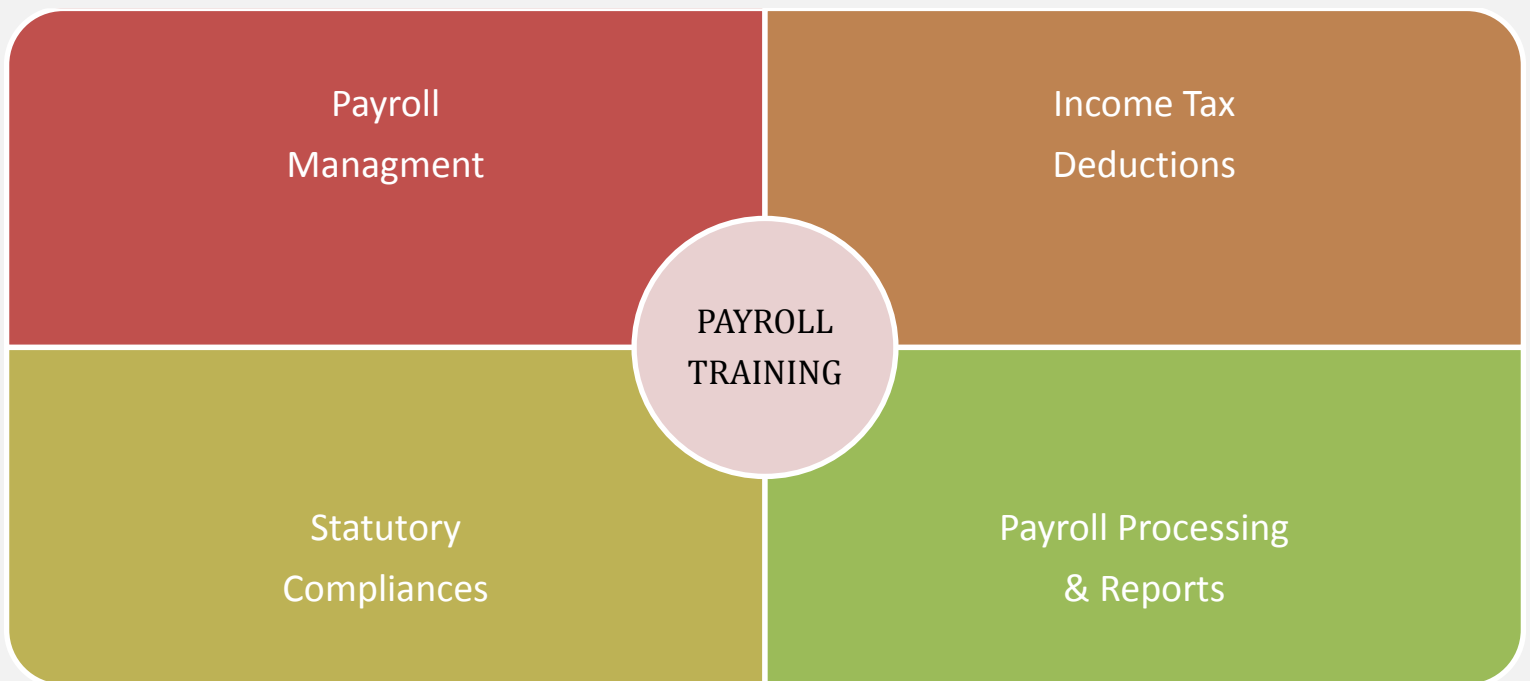 Payroll
Managment
Income Tax
Deductions
PAYROLL
TRAINING
Statutory
Compliances
Payroll Processing
& Reports